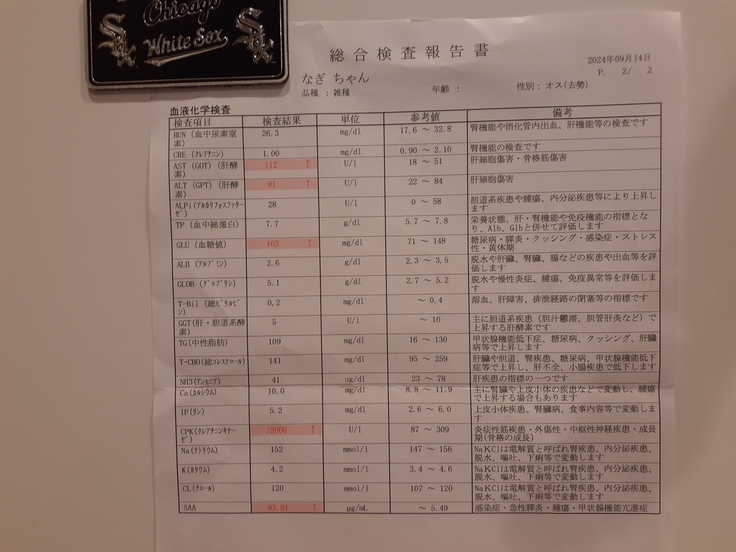 Chicago
White Sox
Sox
Sox
総合検査報告書
2024年09月14日
P. 2/ 2
なぎ ちゃん
品種 : 雑種
年齢 :
性別 : オス(去勢)
血液化学検査
検査項目 検査結果 単位 参考値 備考
BUN (血中尿素窒素) 26.3 mg/dl 17.6 ～ 32.8 腎機能や消化管内出血、肝機能等の検査です
CRE (クレアチニン) 1.00 mg/dl 0.90 ～ 2.10 腎機能の検査です
AST (GOT) (肝酵素) 112 ↑ U/l 18 ～ 51 肝細胞傷害・骨格筋傷害
ALT (GPT) (肝酵素) 91 ↑ U/l 22 ～ 84 肝細胞傷害
ALPi (アルカリフォスファターゼ) 28 U/l 0 ～ 58 胆道系疾患や腫瘍、内分泌疾患等により上昇します
TP (血中総蛋白) 7.7 g/dl 5.7 ～ 7.8 栄養状態、肝・腎機能や免疫機能の指標となり、Alb、Glbと併せて評価します
GLU (血糖値) 163 ↑ mg/dl 71 ～ 148 糖尿病・膵炎・クッシング・感染症・ストレス性・黄体期
ALB (アルブミン) 2.6 g/dl 2.3 ～ 3.5 脱水や肝臓、腎臓、腸などの疾患や出血等を評価します
GLOB (グロブリン) 5.1 g/dl 2.7 ～ 5.2 脱水や慢性炎症、腫瘍、免疫異常等を評価します
T-Bil (総ビリルビン) 0.2 mg/dl ～ 0.4 溶血、肝障害、排泄経路の閉塞等の指標です
GGT(肝・胆道系酵素) 5 U/l ～ 10 主に胆道系疾患 (胆汁鬱滞、胆管肝炎など) で上昇する肝酵素です
TG(中性脂肪) 109 mg/dl 16 ～ 130 甲状腺機能低下症、糖尿病、クッシング、肝臓病等で上昇します
T-CHO(総コレステロール) 141 mg/dl 95 ～ 259 肝臓や胆道、腎疾患、糖尿病、甲状腺機能低下症等で上昇し、肝不全、小腸疾患で低下します
NH3(アンモニア) 41 ug/dl 23 ～ 78 肝疾患の指標の一つです
Ca(カルシウム) 10.0 mg/dl 8.8 ～ 11.9 主に腎臓や上皮小体の疾患などで変動し、腫瘍で上昇する場合もあります
IP(リン) 5.2 mg/dl 2.6 ～ 6.0 上皮小体疾患、腎臓病、食事内容等で変動します
CPK(クレアチニンキナーゼ) >2000 ↑ U/l 87 ～ 309 炎症性筋疾患・外傷性・中枢性神経疾患・成長期(骨格の成長)
Na(ナトリウム) 152 mmol/l 147 ～ 156 NaKClは電解質と呼ばれ腎疾患、内分泌疾患、脱水、嘔吐、下痢等で変動します
K(カリウム) 4.2 mmol/l 3.4 ～ 4.6 NaKClは電解質と呼ばれ腎疾患、内分泌疾患、脱水、嘔吐、下痢等で変動します
CL(クロール) 120 mmol/l 107 ～ 120 NaKClは電解質と呼ばれ腎疾患、内分泌疾患、脱水、嘔吐、下痢等で変動します
SAA 83.81 ↑ μg/mL ～ 5.49 感染症・急性膵炎・腫瘍・甲状腺機能亢進症